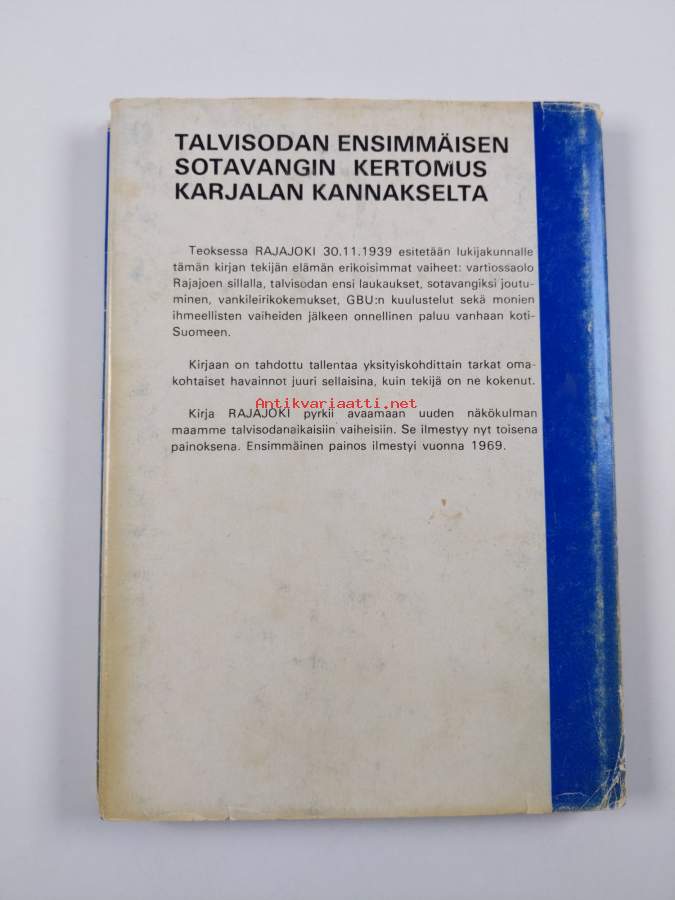 TALVISODAN ENSIMMÄISEN
SOTAVANGIN KERTOMUS
KARJALAN KANNAKSELTA
Teoksessa RAJAJOKI 30.11.1939 esitetään lukijakunnalle
tämän kirjan tekijän elämän erikoisimmat vaiheet: vartiossaolo
Rajajoen sillalla, talvisodan ensi laukaukset, sotavangiksi joutu-
minen, vankileirikokemukset, GBU:n kuulustelut sekä monien
ihmeellisten vaiheiden jälkeen onnellinen paluu vanhaan koti-
Suomeen.
Kirjaan on tahdottu tallentaa yksityiskohdittain tarkat oma-
kohtaiset havainnot juuri sellaisina, kuin tekijä on ne kokenut.
Antikvariaatti.net
Kirja RAJAJOKI pyrkii avaamaan uuden näkökulman
maamme talvisodanaikaisiin vaiheisiin. Se ilmestyy nyt toisena
painoksena. Ensimmäinen painos ilmestyi vuonna 1969.